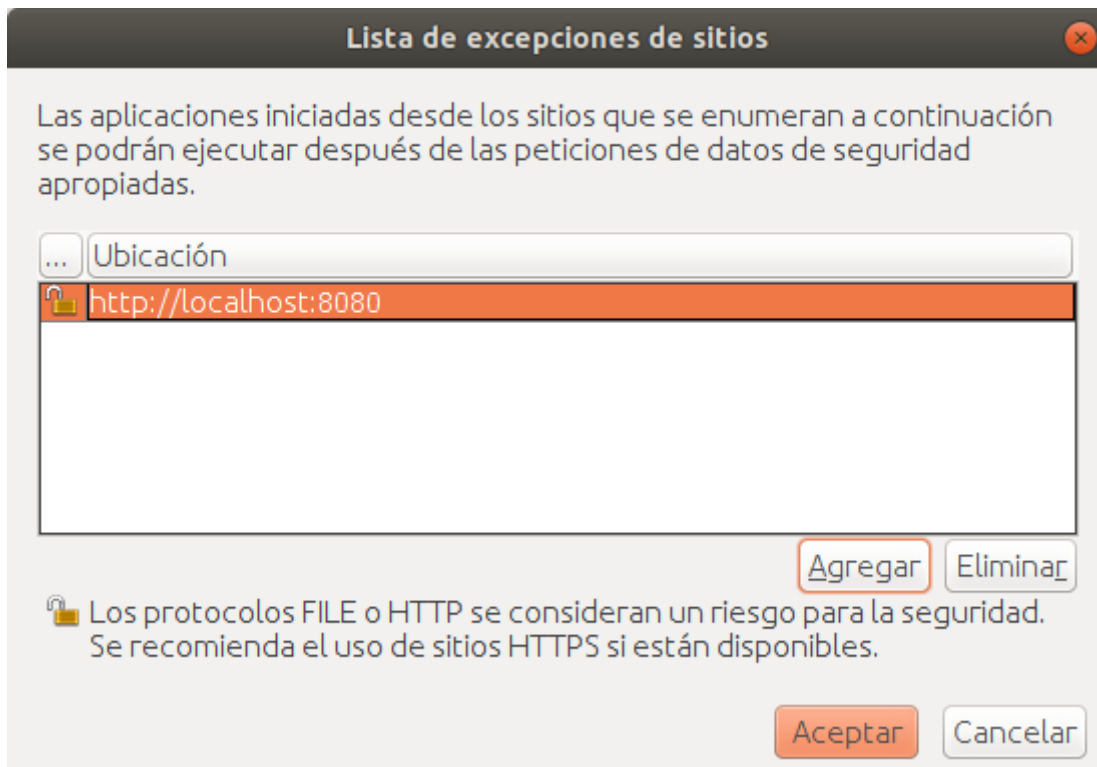 Lista de excepciones de sitios
Las aplicaciones iniciadas desde los sitios que se enumeran a continuación
se podrán ejecutar después de las peticiones de datos de seguridad
apropiadas.
... Ubicación
http://localhost:8080
Agregar Eliminar
Los protocolos FILE o HTTP se consideran un riesgo para la seguridad.
Se recomienda el uso de sitios HTTPS si están disponibles.
Aceptar Cancelar